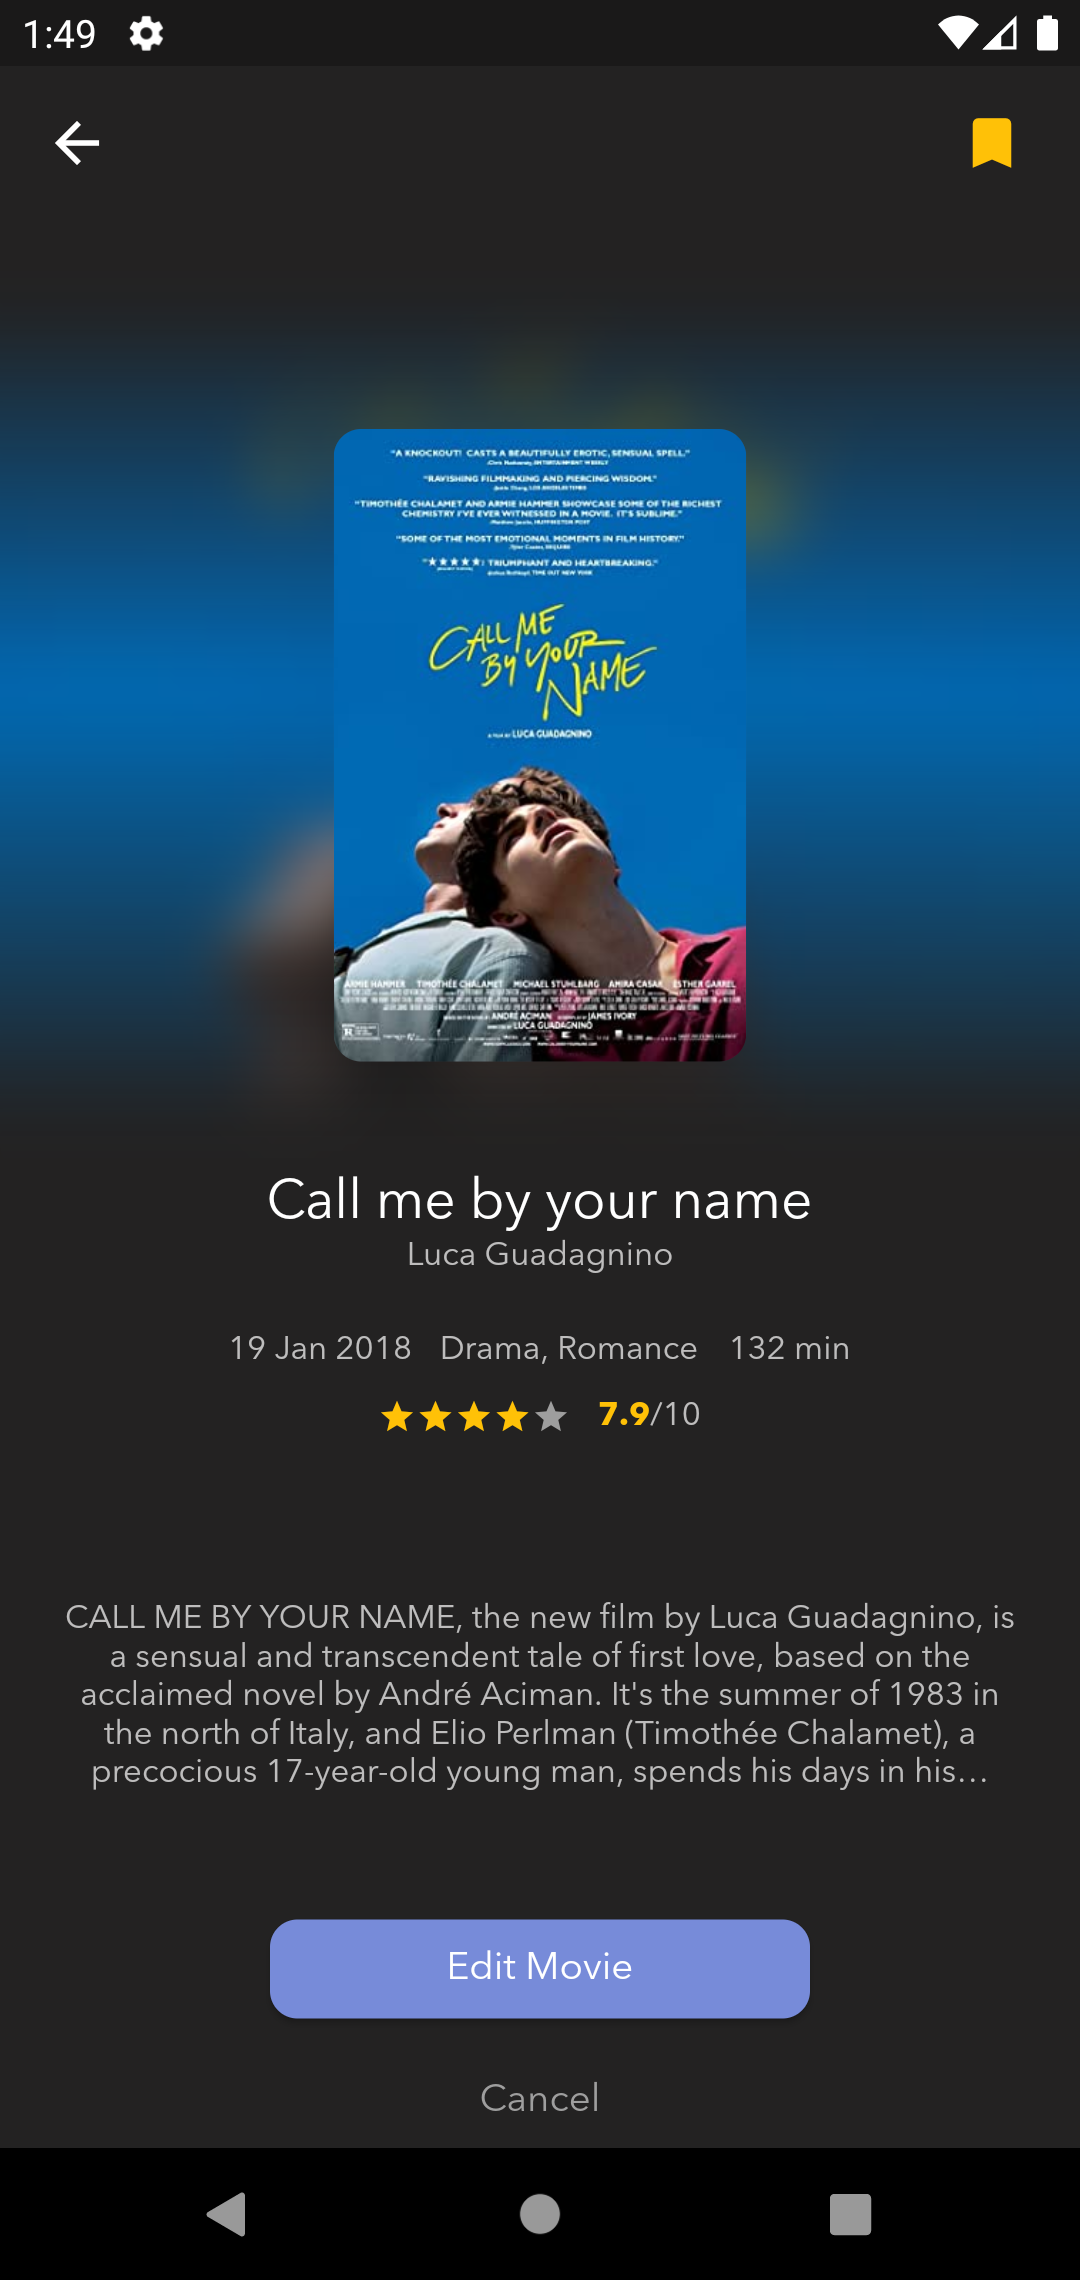 1:49
"A KNOCKOUT! CASTS A BEAUTIFULLY EROTIC, SENSUAL SPELL."
"RAVISHING FILMMAKING AND PIERCING WISDOM."
"TIMOTHÉE CHALAMET AND ARMIE HAMMER SHOWCASE SOME OF THE RICHEST
CHEMISTRY I'VE EVER WITNESSED IN A MOVIE. IT'S SUBLIME."
"SOME OF THE MOST EMOTIONAL MOMENTS IN FILM HISTORY."
"★★★★★! TRIUMPHANT AND HEARTBREAKING."
CALL ME
BY YOUR
NAME
A FILM BY LUCA GUADAGNINO
ARMIE HAMMER TIMOTHÉE CHALAMET MICHAEL STUHLBARG AMIRA CASAR ESTHER GARREL
ANDRÉ ACIMAN JAMES IVORY
LUCA GUADAGNINO
R
Call me by your name
Luca Guadagnino
19 Jan 2018 Drama, Romance 132 min
7.9/10
CALL ME BY YOUR NAME, the new film by Luca Guadagnino, is
a sensual and transcendent tale of first love, based on the
acclaimed novel by André Aciman. It's the summer of 1983 in
the north of Italy, and Elio Perlman (Timothée Chalamet), a
precocious 17-year-old young man, spends his days in his…
Edit Movie
Cancel